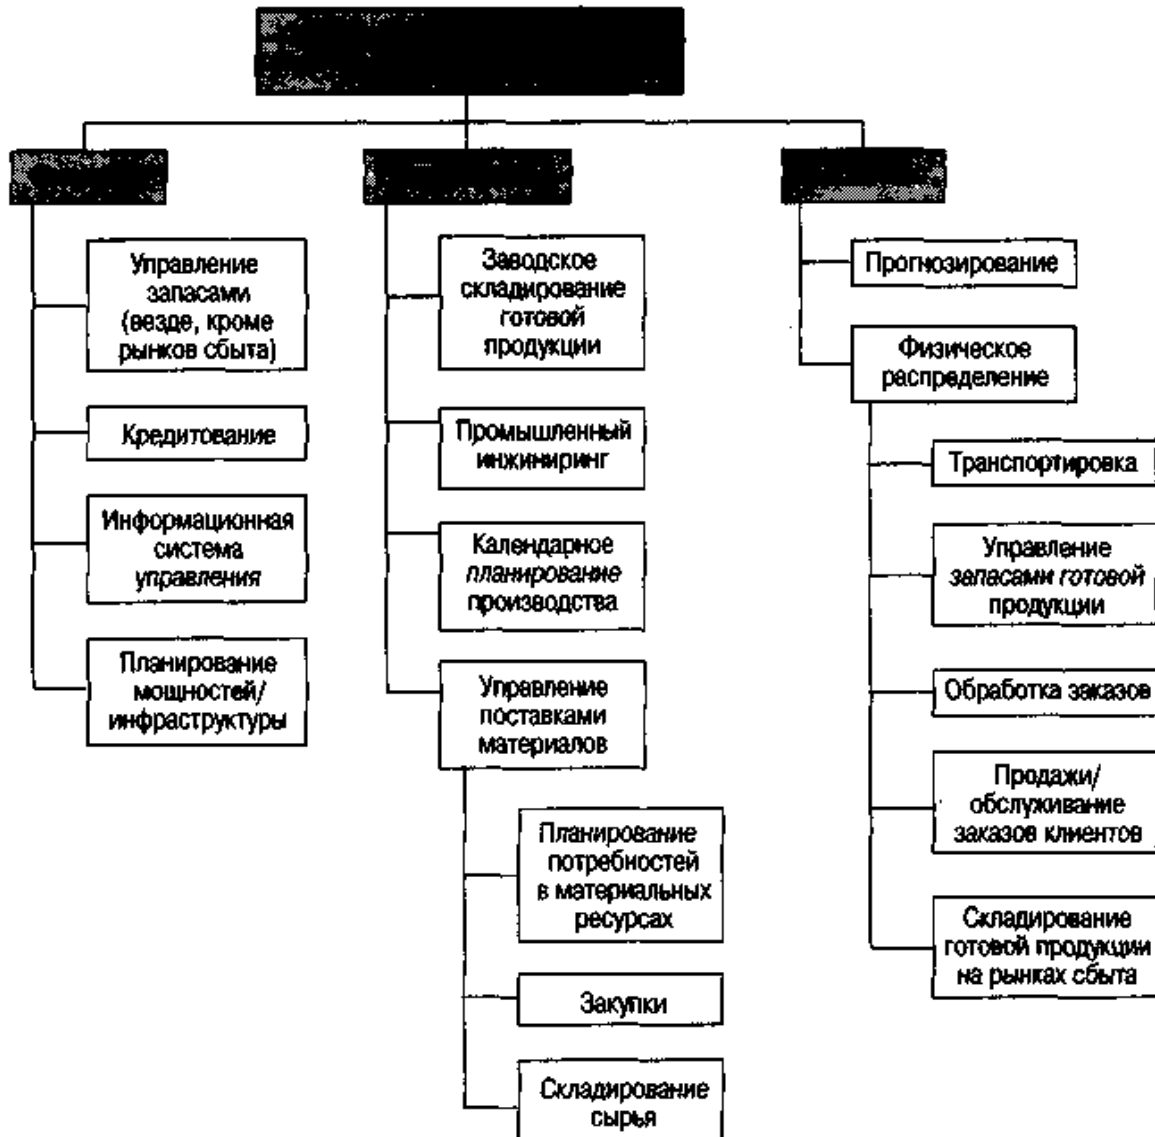 Управление
запасами
(везде, кроме
рынков сбыта)
Кредитование
Информационная
система
управления
Планирование
мощностей/
инфраструктуры
Заводское
складирование
готовой
продукции
Промышленный
инжиниринг
Календарное
планирование
производства
Управление
поставками
материалов
Планирование
потребностей
в материальных
ресурсах
Закупки
Складирование
сырья
Прогнозирование
Физическое
распределение
Транспортировка
Управление
запасами готовой
продукции
Обработка заказов
Продажи/
обслуживание
заказов клиентов
Складирование
готовой продукции
на рынках сбыта